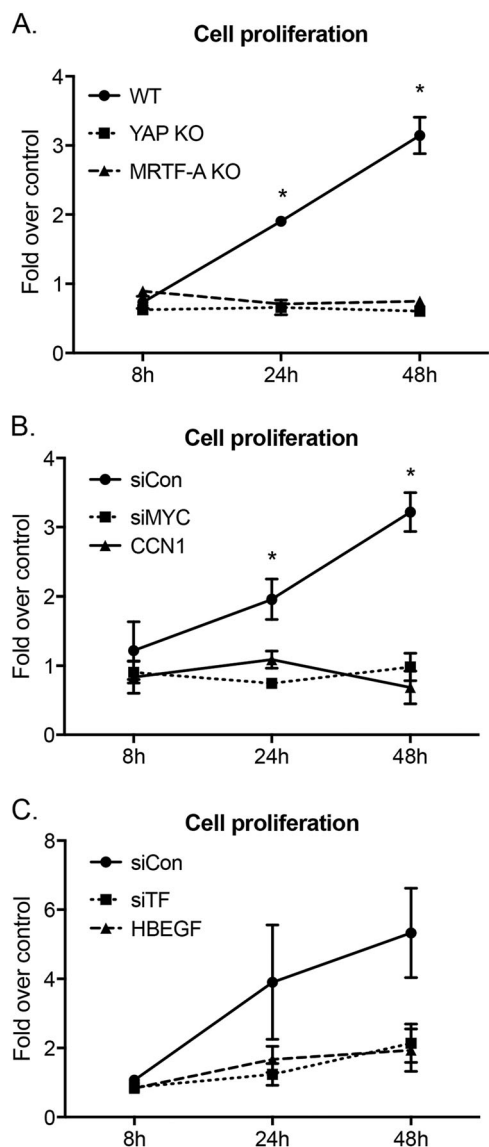 A.
Cell proliferation
Fold over control
4
3
2
1
0
WT
YAP KO
MRTF-A KO
*
*
8h
24h
48h
B.
Cell proliferation
Fold over control
4
3
2
1
0
siCon
siMYC
CCN1
*
*
8h
24h
48h
C.
Cell proliferation
Fold over control
8
6
4
2
0
siCon
siTF
HBEGF
8h
24h
48h